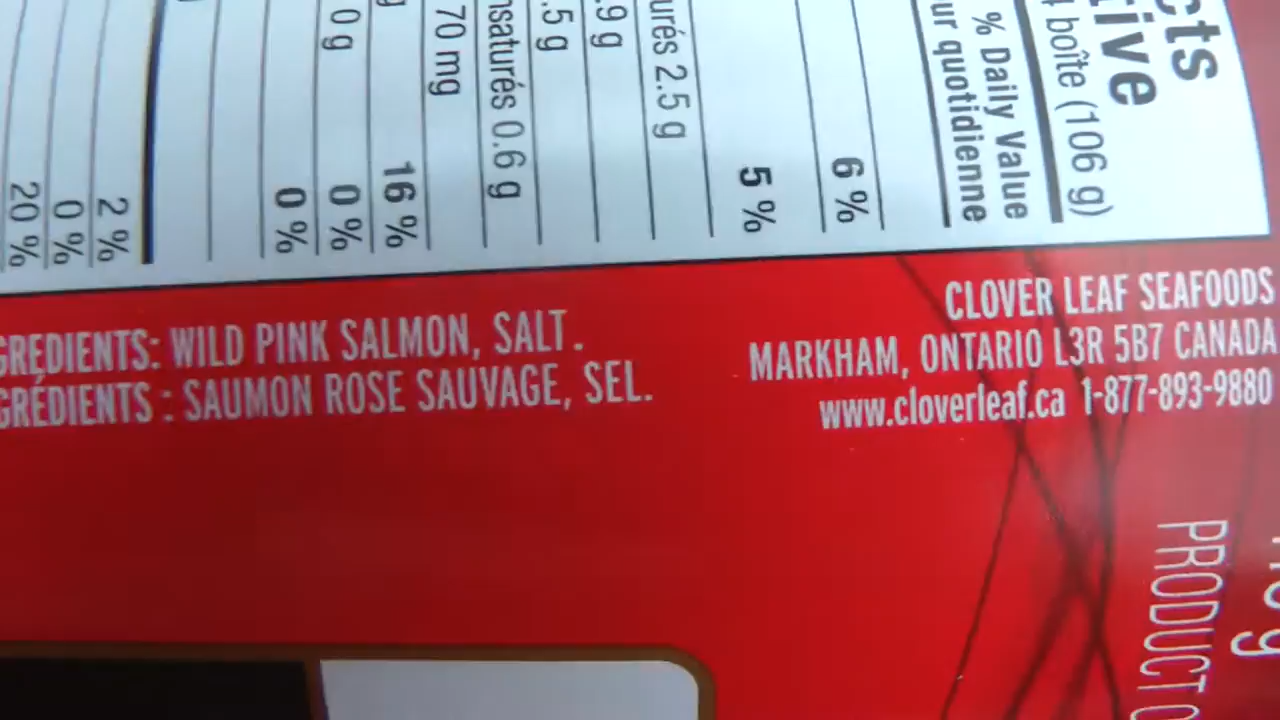 cts
rive
boîte (106 g)
% Daily Value
ur quotidienne
6 %
5 %
urés 2.5 g
.9 g
.5 g
nsaturés 0.6 g
70 mg
16 %
0 g 0 %
0 %
2 %
0 %
20 %
GREDIENTS: WILD PINK SALMON, SALT.
GRÉDIENTS : SAUMON ROSE SAUVAGE, SEL.
CLOVER LEAF SEAFOODS
MARKHAM, ONTARIO L3R 5B7 CANADA
www.cloverleaf.ca 1-877-893-9880
PRODUCT